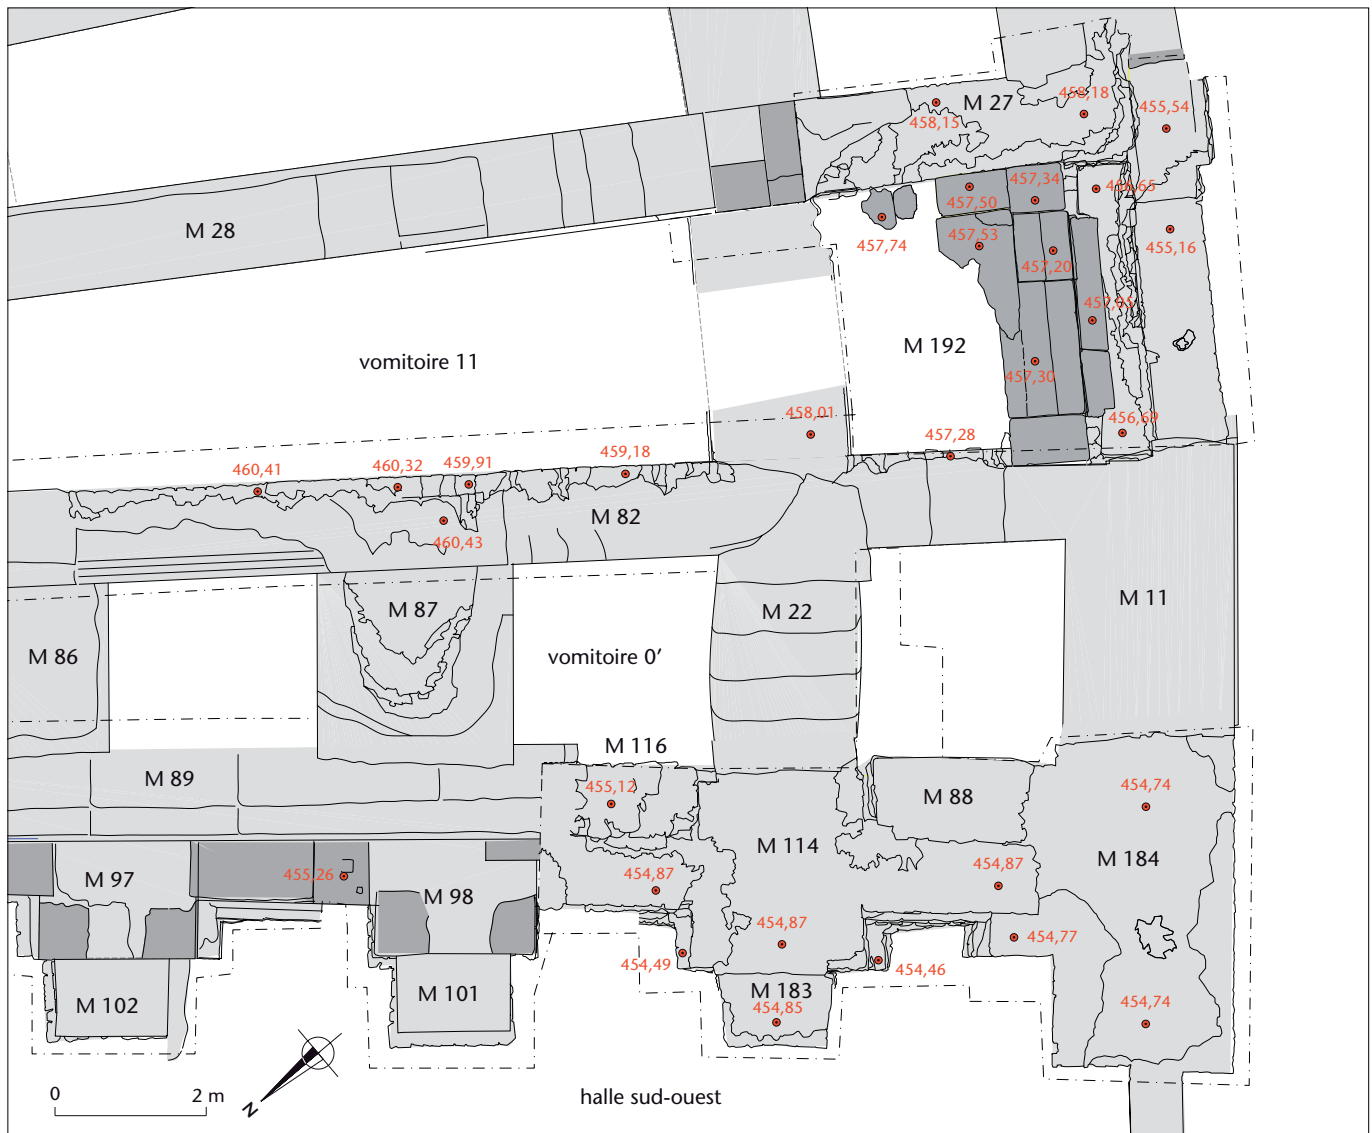 458,18
M 27
455,54
458,15
457,34
456,65
457,50
M 28
457,74
457,53
455,16
457,20
457,05
M 192
vomitoire 11
457,30
458,01
456,69
457,28
459,18
460,41
460,32
459,91
M 82
460,43
M 87
M 22
M 11
M 86
vomitoire 0′
M 116
M 89
455,12
M 88
454,74
M 114
M 184
455,26
M 97
M 98
454,87
454,87
454,87
454,77
454,49
454,46
M 102
M 101
M 183
454,85
454,74
0
2 m
N
halle sud-ouest